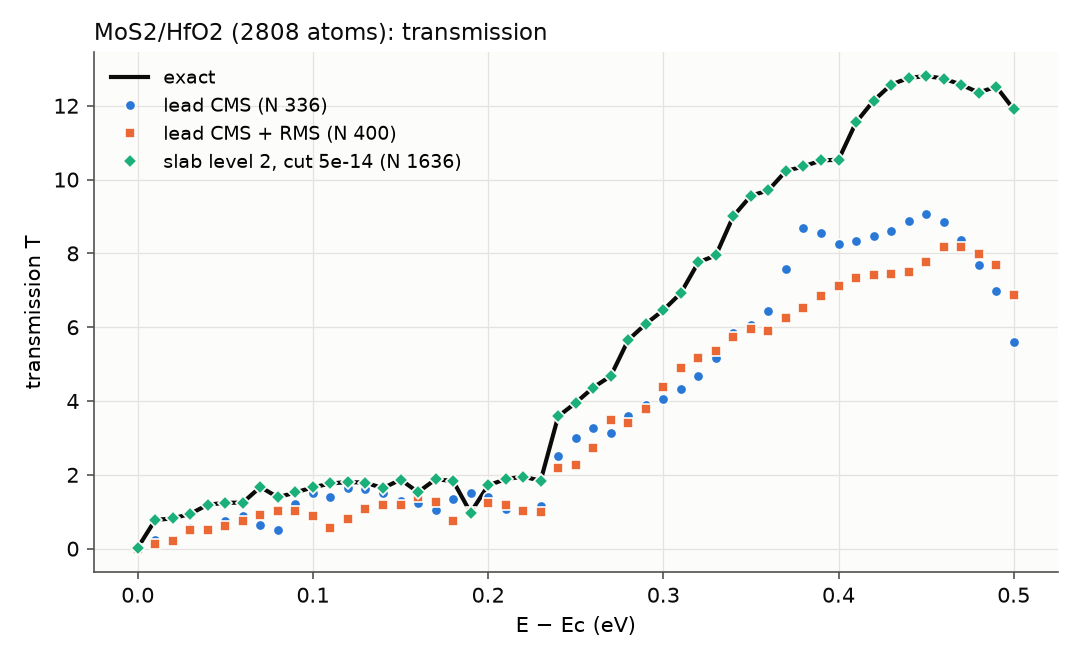 MoS2/HfO2 (2808 atoms): transmission
exact
lead CMS (N 336)
lead CMS + RMS (N 400)
slab level 2, cut 5e-14 (N 1636)
transmission T
12
10
8
6
4
2
0
0.0 0.1 0.2 0.3 0.4 0.5
E − Ec (eV)